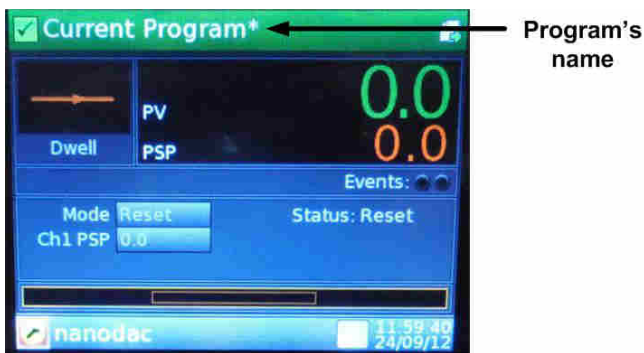 Current Program*
Program's name
0.0
PV
0.0
Dwell
PSP
Events:
Mode Reset
Status: Reset
Ch1 PSP 0.0
nanodac
11:59:40
24/09/12